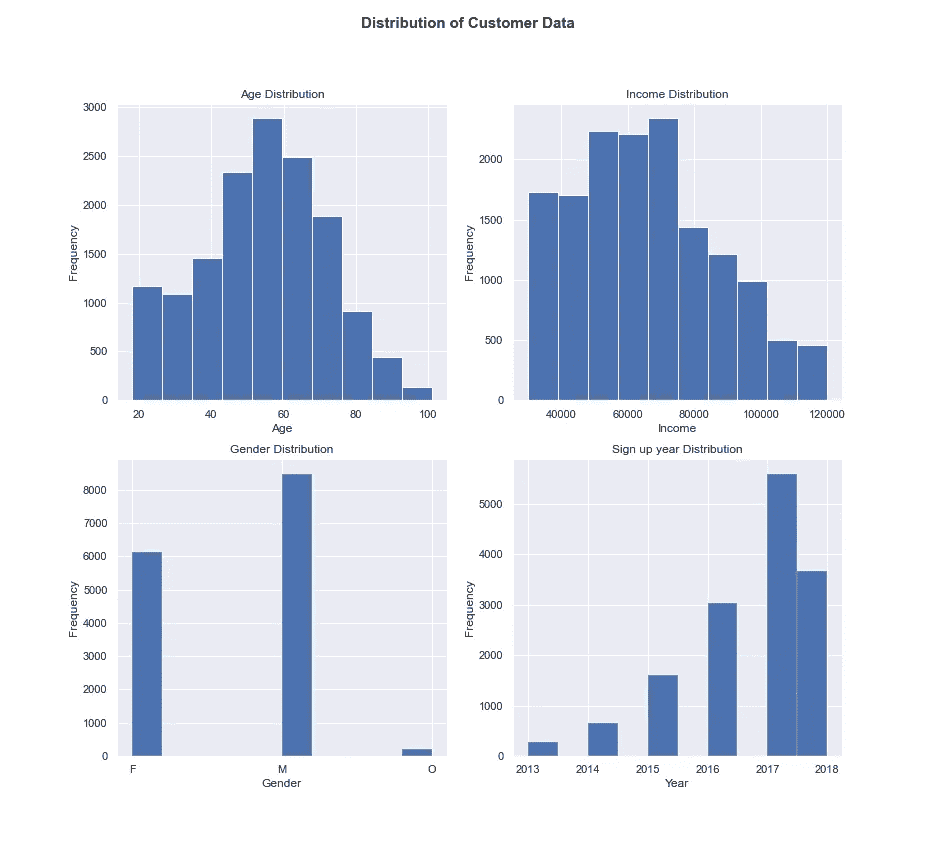 Distribution of Customer Data
Age Distribution
3000
2500
2000
1500
1000
500
0
Frequency
20 40 60 80 100
Age
Income Distribution
2000
1500
1000
500
0
Frequency
40000 60000 80000 100000 120000
Income
Gender Distribution
8000
7000
6000
5000
4000
3000
2000
1000
0
Frequency
F M O
Gender
Sign up year Distribution
5000
4000
3000
2000
1000
0
Frequency
2013 2014 2015 2016 2017 2018
Year